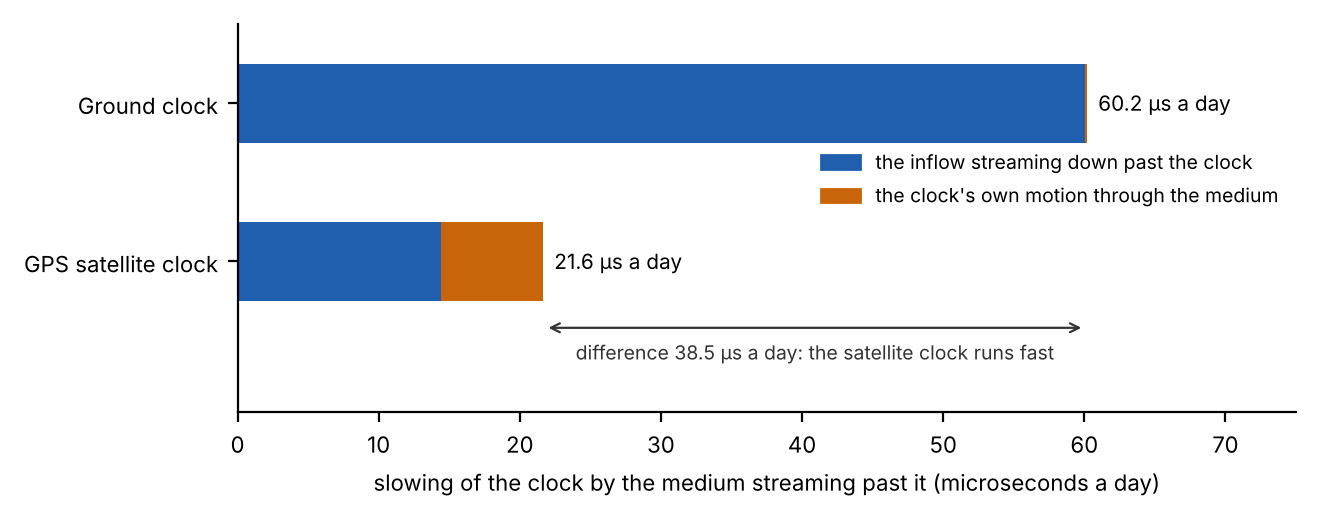 Ground clock
60.2 µs a day
the inflow streaming down past the clock
the clock's own motion through the medium
GPS satellite clock
21.6 µs a day
difference 38.5 µs a day: the satellite clock runs fast
0 10 20 30 40 50 60 70
slowing of the clock by the medium streaming past it (microseconds a day)